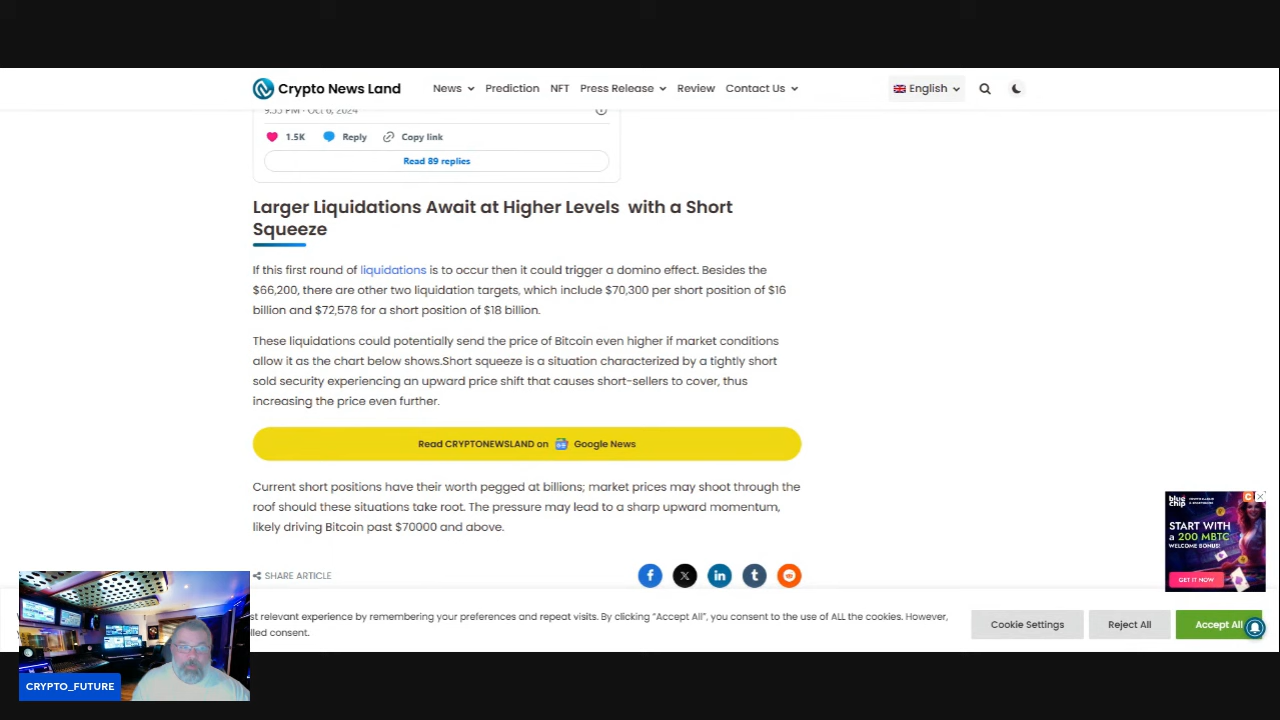 Crypto News Land
News
Prediction
NFT
Press Release
Review
Contact Us
English
9:55 PM · Oct 6, 2024
1.5K
Reply
Copy link
Read 89 replies
Larger Liquidations Await at Higher Levels with a Short
Squeeze
If this first round of liquidations is to occur then it could trigger a domino effect. Besides the
$66,200, there are other two liquidation targets, which include $70,300 per short position of $16
billion and $72,578 for a short position of $18 billion.
These liquidations could potentially send the price of Bitcoin even higher if market conditions
allow it as the chart below shows.Short squeeze is a situation characterized by a tightly short
sold security experiencing an upward price shift that causes short-sellers to cover, thus
increasing the price even further.
Read CRYPTONEWSLAND on Google News
Current short positions have their worth pegged at billions; market prices may shoot through the
roof should these situations take root. The pressure may lead to a sharp upward momentum,
likely driving Bitcoin past $70000 and above.
blue
chip
START WITH
a 200 MBTC
WELCOME BONUS!
GET IT NOW
SHARE ARTICLE
st relevant experience by remembering your preferences and repeat visits. By clicking “Accept All”, you consent to the use of ALL the cookies. However,
lled consent.
Cookie Settings
Reject All
Accept All
CRYPTO_FUTURE